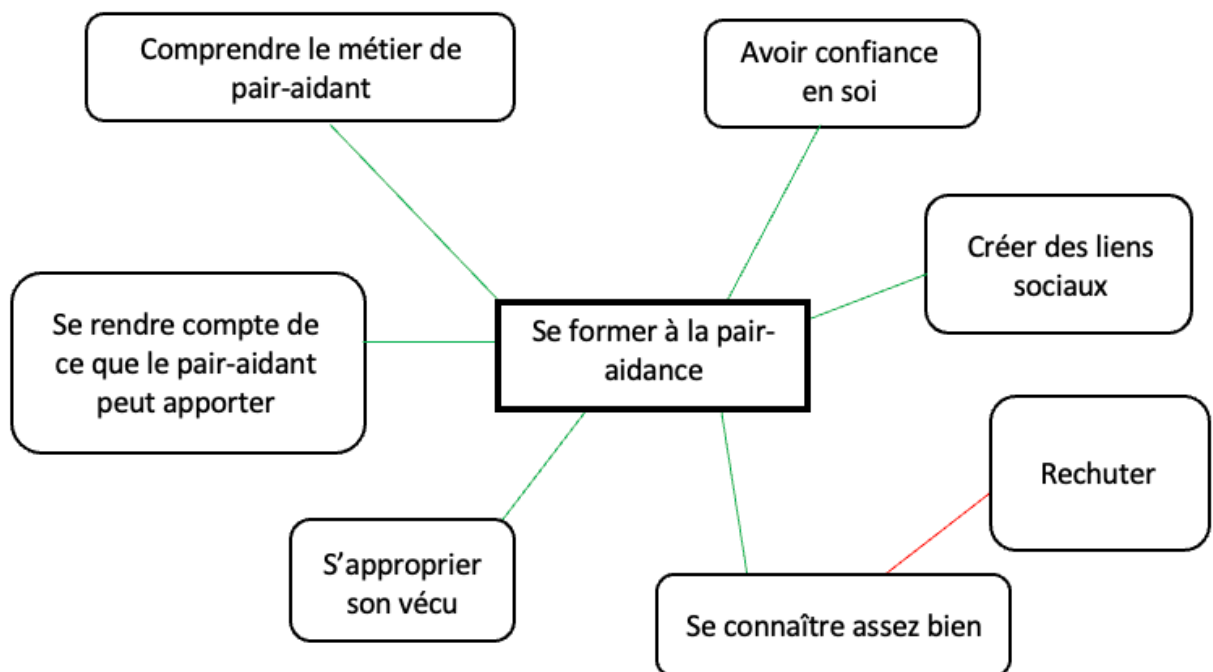 Comprendre le métier de
pair-aidant
Avoir confiance
en soi
Créer des liens
sociaux
Se rendre compte de
ce que le pair-aidant
peut apporter
Se former à la pair-
aidance
Rechuter
S’approprier
son vécu
Se connaître assez bien